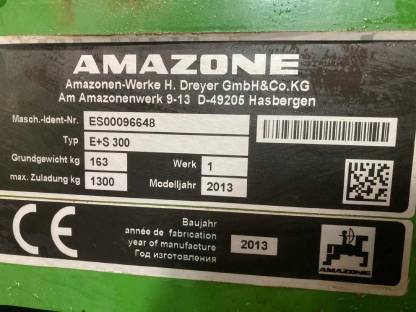 AMAZONE
Amazonen-Werke H. Dreyer GmbH&Co.KG
Am Amazonenwerk 9-13 D-49205 Hasbergen
Masch.-Ident-Nr. ES00096648
Typ E+S 300
Grundgewicht kg 163 Werk 1
max. Zuladung kg 1300 Modelljahr 2013
CE
Baujahr
année de fabrication
year of manufacture 2013
Год изготовления
AMAZONE